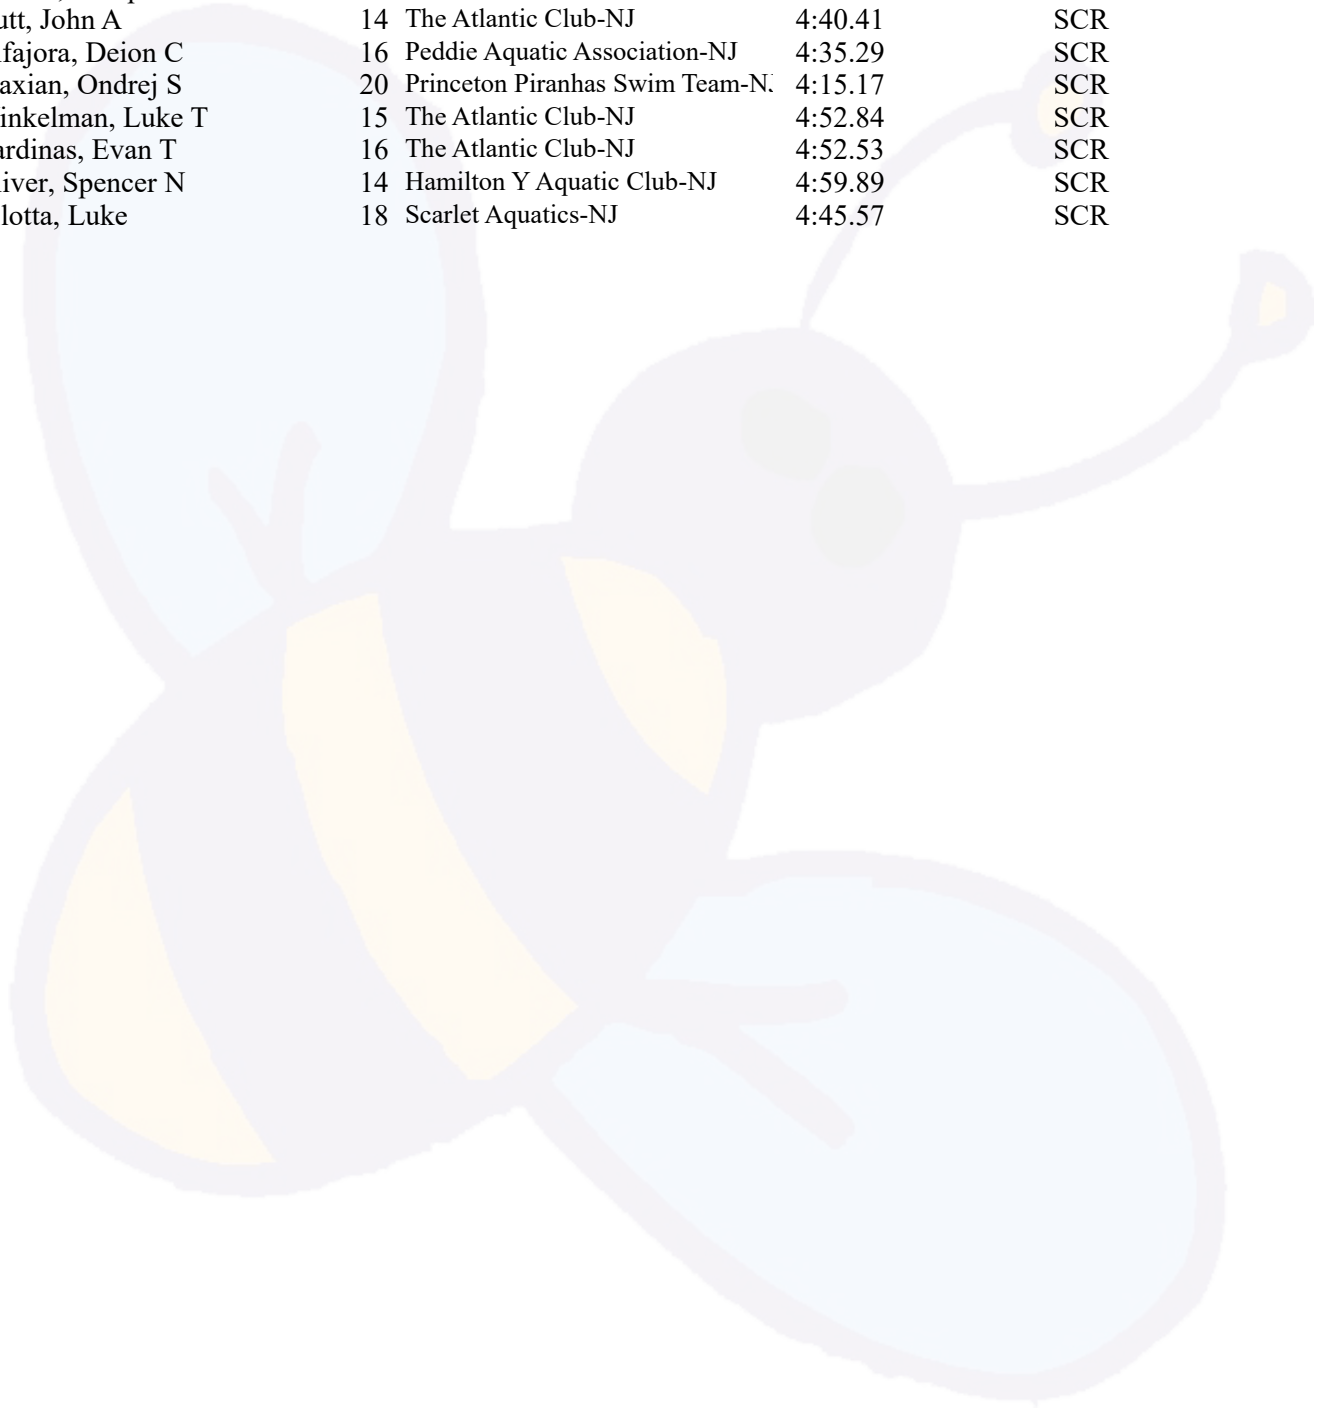 utt, John A 14 The Atlantic Club-NJ 4:40.41 SCR
fajora, Deion C 16 Peddie Aquatic Association-NJ 4:35.29 SCR
axian, Ondrej S 20 Princeton Piranhas Swim Team-NJ 4:15.17 SCR
inkelman, Luke T 15 The Atlantic Club-NJ 4:52.84 SCR
ardinas, Evan T 16 The Atlantic Club-NJ 4:52.53 SCR
iver, Spencer N 14 Hamilton Y Aquatic Club-NJ 4:59.89 SCR
lotta, Luke 18 Scarlet Aquatics-NJ 4:45.57 SCR